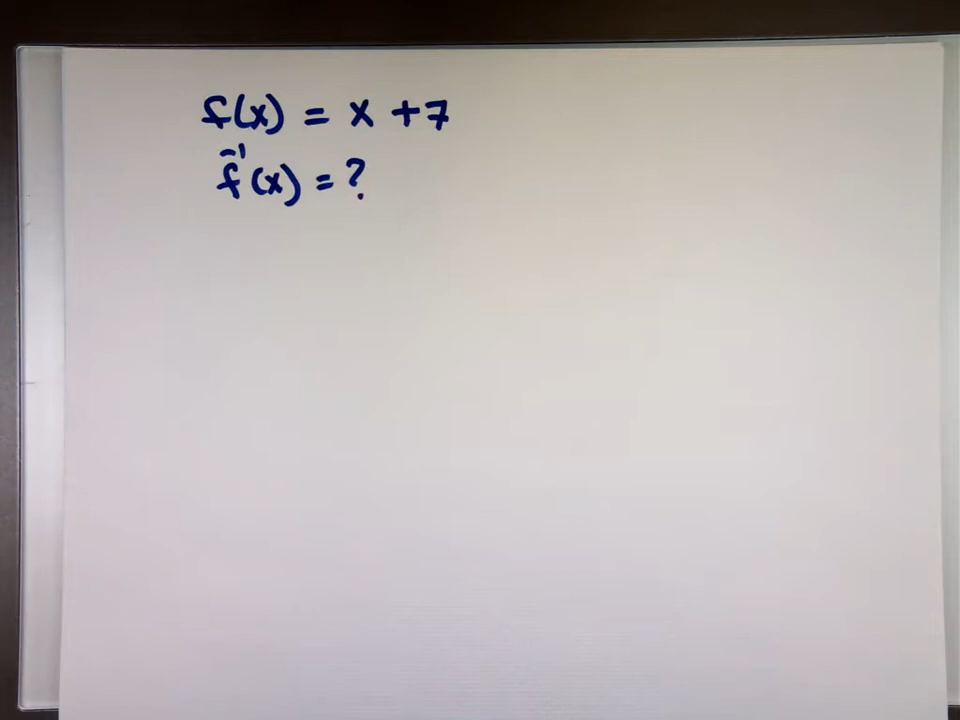 f(x) = x + 7
f⁻¹(x) = ?